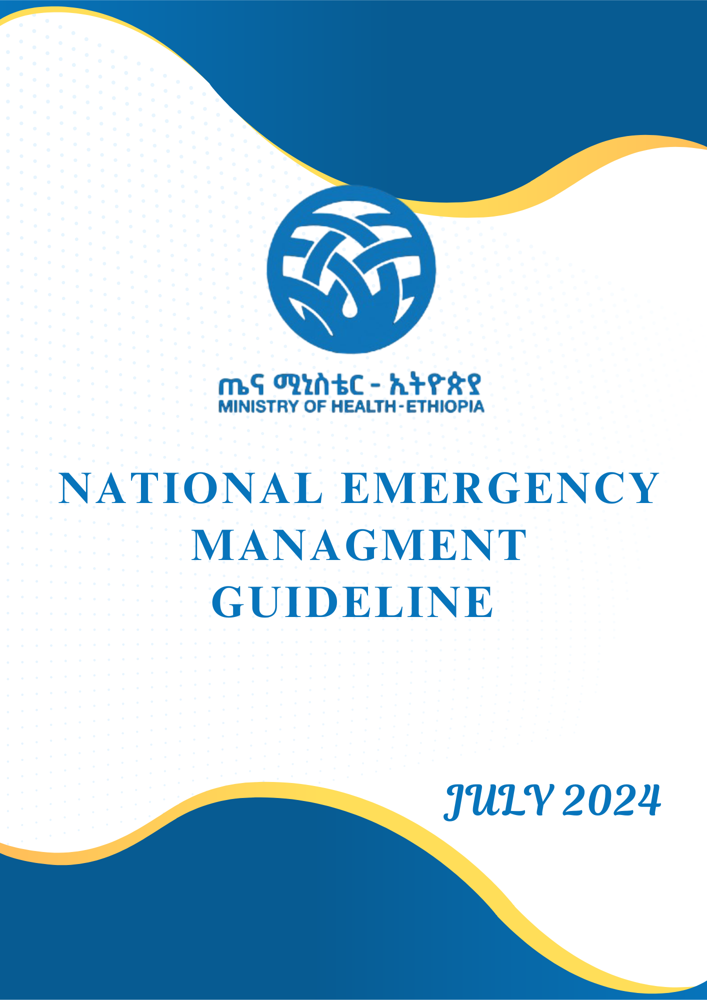 ጤና ሚኒስቴር - ኢትዮጵያ
MINISTRY OF HEALTH-ETHIOPIA
NATIONAL EMERGENCY
MANAGMENT
GUIDELINE
JULY 2024